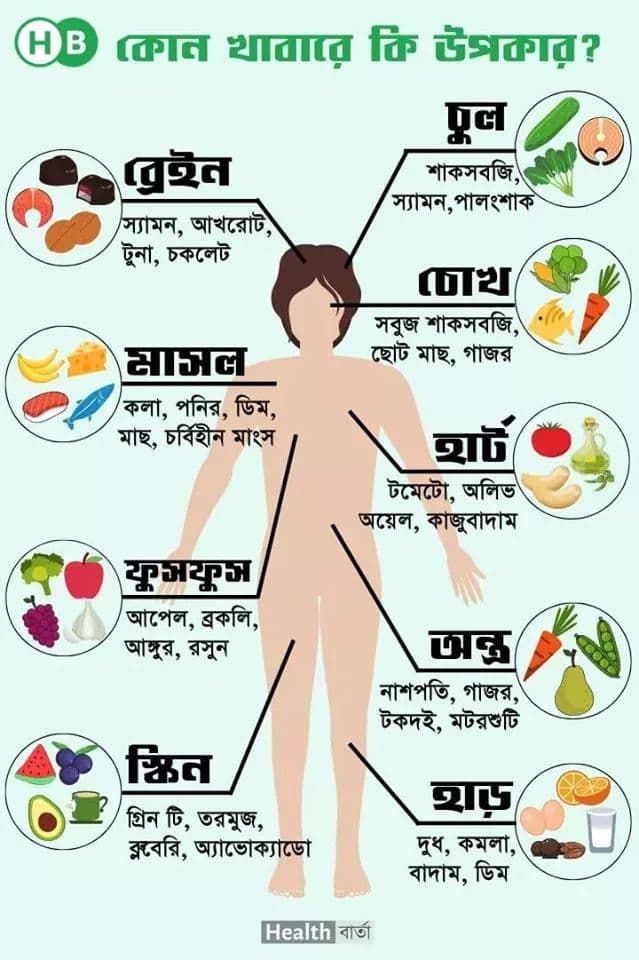 HB কোন খাবারে কি উপকার?
চুল
শাকসবজি,
স্যামন,পালংশাক
ব্রেইন
স্যামন, আখরোট,
টুনা, চকলেট
চোখ
সবুজ শাকসবজি,
ছোট মাছ, গাজর
মাসল
কলা, পনির, ডিম,
মাছ, চর্বিহীন মাংস
হার্ট
টমেটো, অলিভ
অয়েল, কাজুবাদাম
ফুসফুস
আপেল, ব্রকলি,
আঙ্গুর, রসুন
অন্ত্র
নাশপতি, গাজর,
টকদই, মটরশুটি
স্কিন
গ্রিন টি, তরমুজ,
ব্লুবেরি, অ্যাভোক্যাডো
হাড়
দুধ, কমলা,
বাদাম, ডিম
Health বার্তা